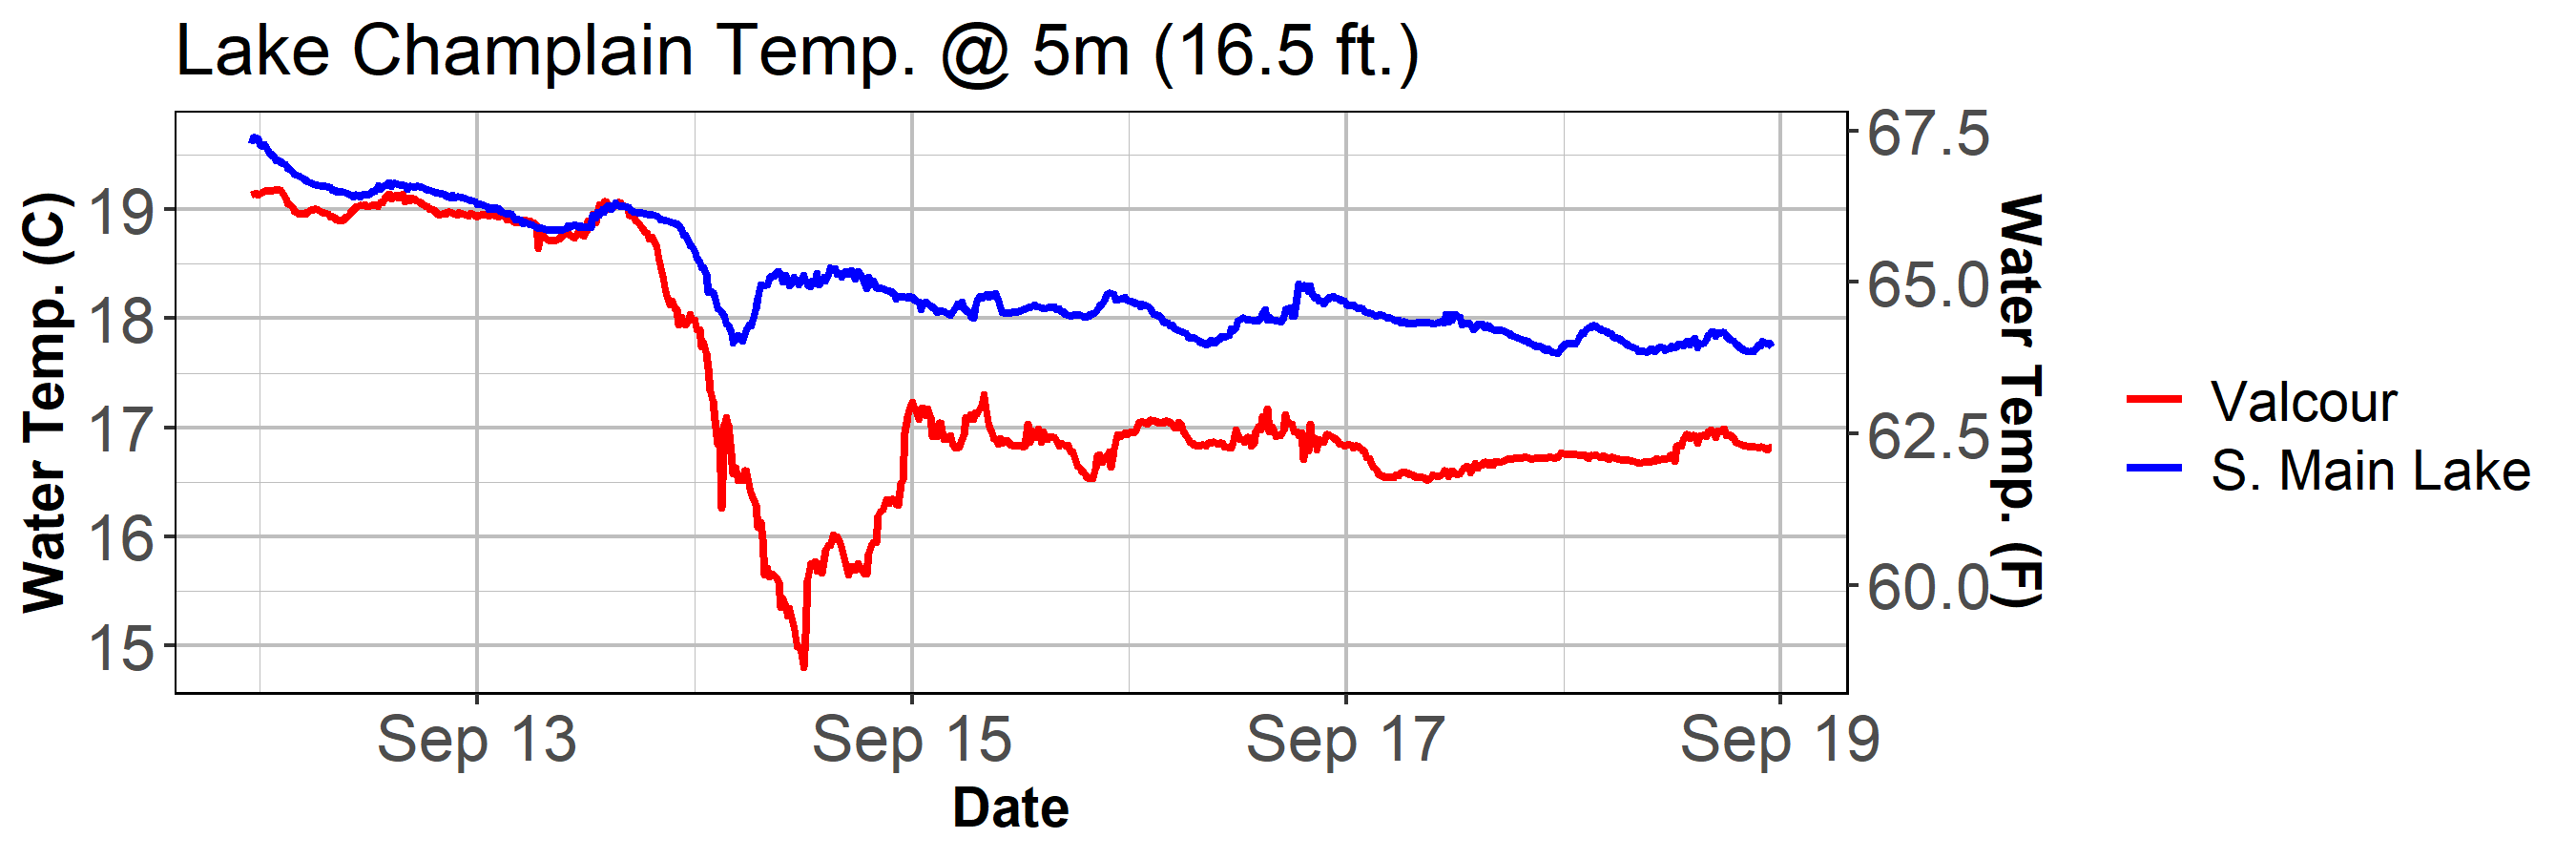 Lake Champlain Temp. @ 5m (16.5 ft.)
Water Temp. (C)
19
18
17
16
15
67.5
65.0
62.5
60.0
Water Temp. (F)
Sep 13
Sep 15
Sep 17
Sep 19
Date
Valcour
S. Main Lake